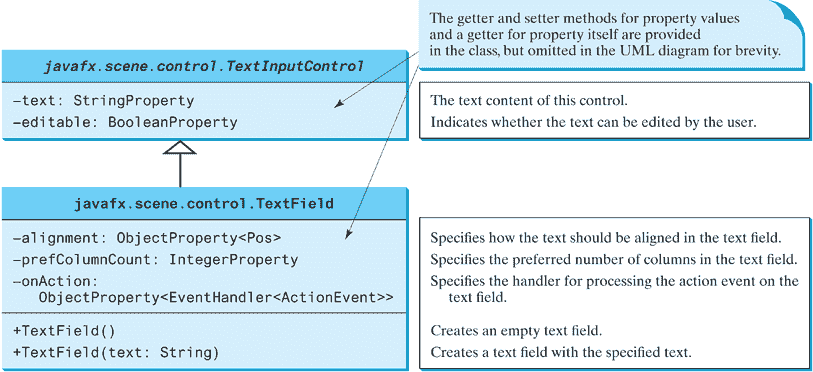 The getter and setter methods for property values
and a getter for property itself are provided
in the class, but omitted in the UML diagram for brevity.
javafx.scene.control.TextInputControl
–text: StringProperty
–editable: BooleanProperty
The text content of this control.
Indicates whether the text can be edited by the user.
javafx.scene.control.TextField
–alignment: ObjectProperty<Pos>
–prefColumnCount: IntegerProperty
–onAction:
ObjectProperty<EventHandler<ActionEvent>>
Specifies how the text should be aligned in the text field.
Specifies the preferred number of columns in the text field.
Specifies the handler for processing the action event on the
text field.
+TextField()
+TextField(text: String)
Creates an empty text field.
Creates a text field with the specified text.